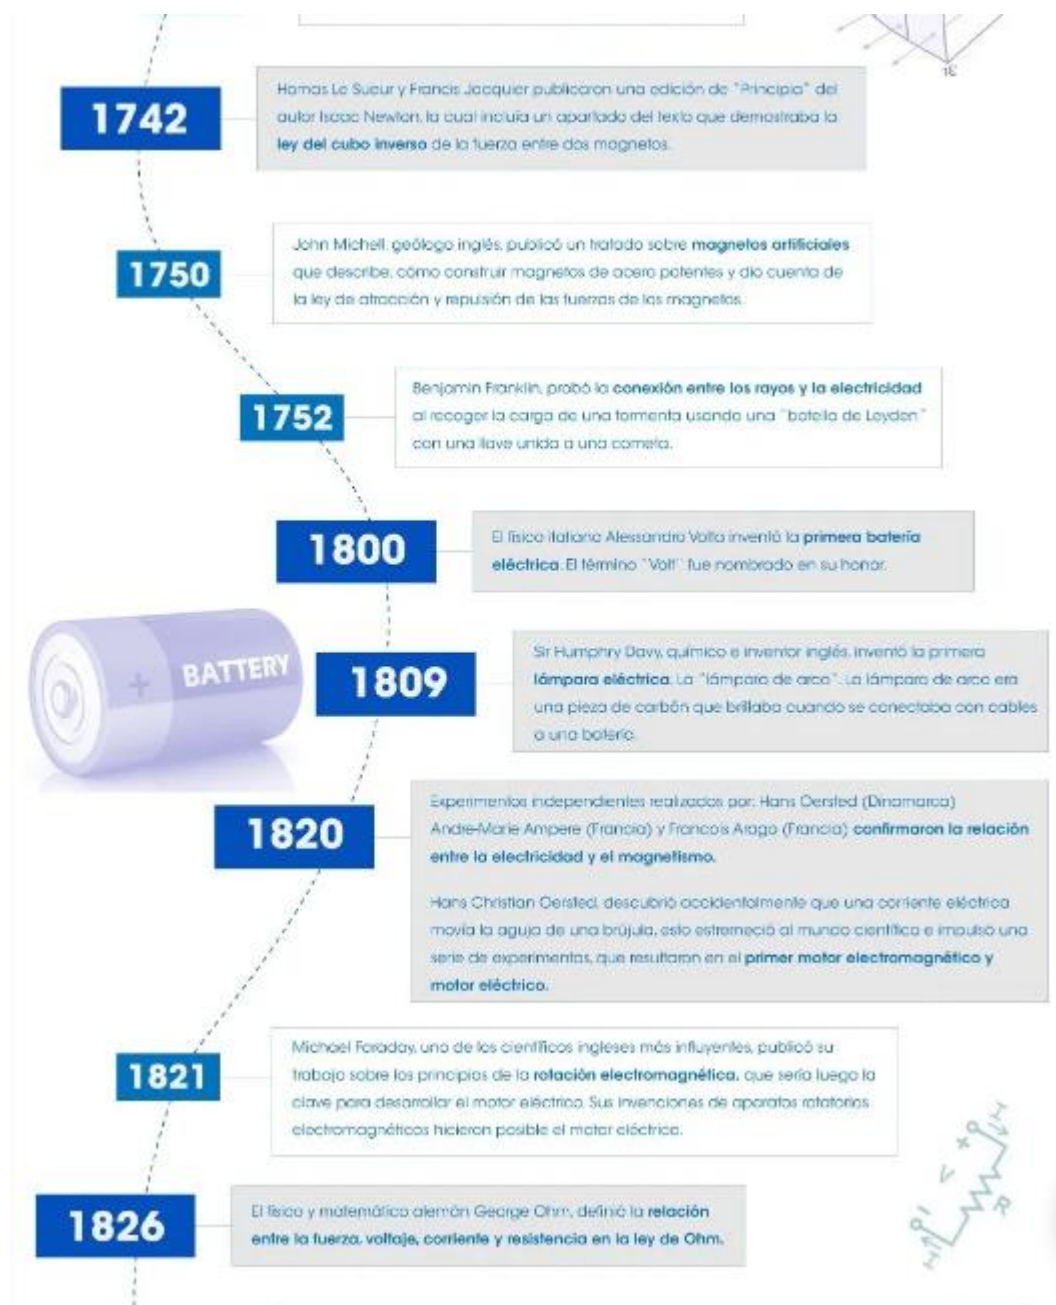 1742
Hamas Le Sueur y Francis Jacquier publicaron una edición de "Principia" del
autor Isaac Newton, la cual incluía un apartado del texto que demostraba la
ley del cubo inverso de la fuerza entre dos magnetos.
1750
John Michell, geólogo inglés, publicó un tratado sobre magnetos artificiales
que describe, cómo construir magnetos de acero potentes y dio cuenta de
la ley de atracción y repulsión de las fuerzas de los magnetos.
1752
Benjamin Franklin, probó la conexión entre los rayos y la electricidad
al recoger la carga de una tormenta usando una "botella de Leyden"
con una llave unida a una cometa.
1800
El físico italiano Alessandro Volta inventó la primera batería
eléctrica. El término "Volt" fue nombrado en su honor.
BATTERY
+
1809
Sir Humphry Davy, químico e inventor inglés, inventó la primera
lámpara eléctrica. La "lámpara de arco". La lámpara de arco era
una pieza de carbón que brillaba cuando se conectaba con cables
a una batería.
1820
Experimentos independientes realizados por: Hans Oersted (Dinamarca)
Andre-Marie Ampere (Francia) y Francois Arago (Francia) confirmaron la relación
entre la electricidad y el magnetismo.
Hans Christian Oersted, descubrió accidentalmente que una corriente eléctrica
movía la aguja de una brújula, esto estremeció al mundo científico e impulsó una
serie de experimentos, que resultaron en el primer motor electromagnético y
motor eléctrico.
1821
Michael Faraday, uno de los científicos ingleses más influyentes, publicó su
trabajo sobre los principios de la rotación electromagnética, que sería luego la
clave para desarrollar el motor eléctrico. Sus invenciones de aparatos rotatorios
electromagnéticos hicieron posible el motor eléctrico.
V + R
1826
El físico y matemático alemán George Ohm, definió la relación
entre la fuerza, voltaje, corriente y resistencia en la ley de Ohm.